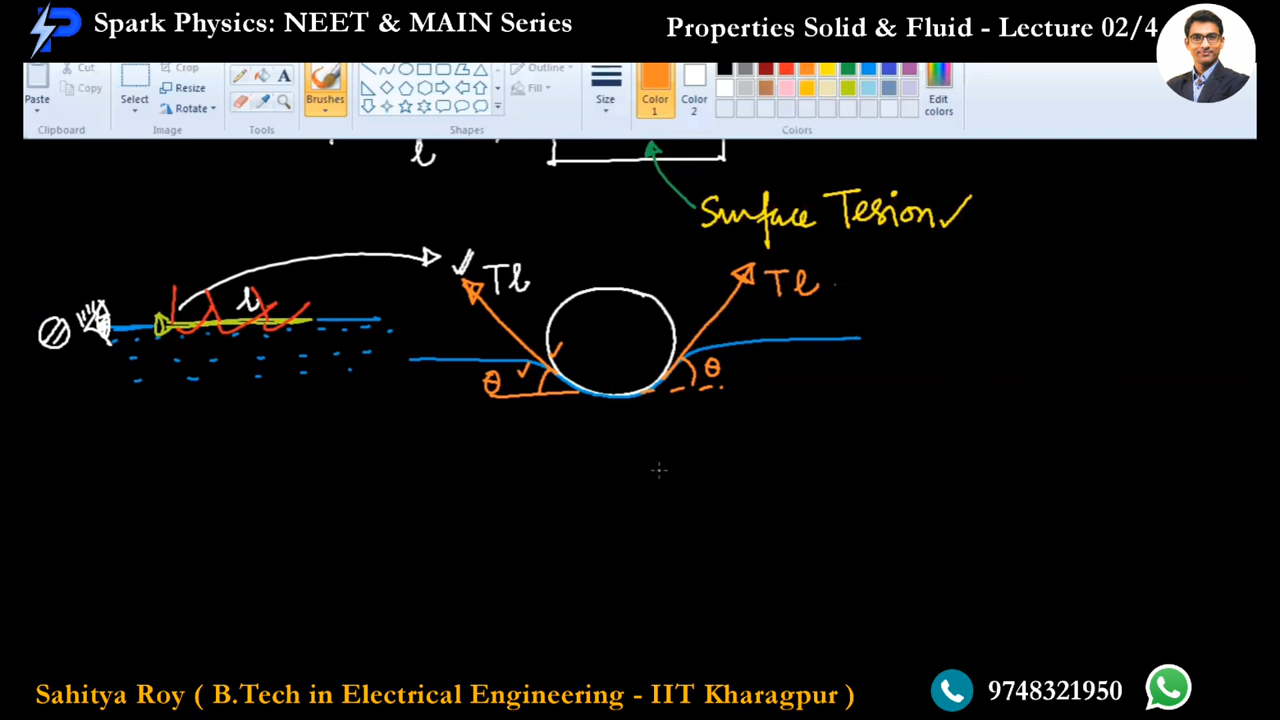 Spark Physics: NEET & MAIN Series
Properties Solid & Fluid - Lecture 02/4
Paste
Cut
Copy
Clipboard
Select
Crop
Resize
Rotate
Image
A
Tools
Brushes
Shapes
Outline
Fill
Size
Color 1
Color 2
Edit colors
Colors
l
Surface Tesion ✓
l
Tl
Tl
θ
θ
Sahitya Roy ( B.Tech in Electrical Engineering - IIT Kharagpur )
9748321950